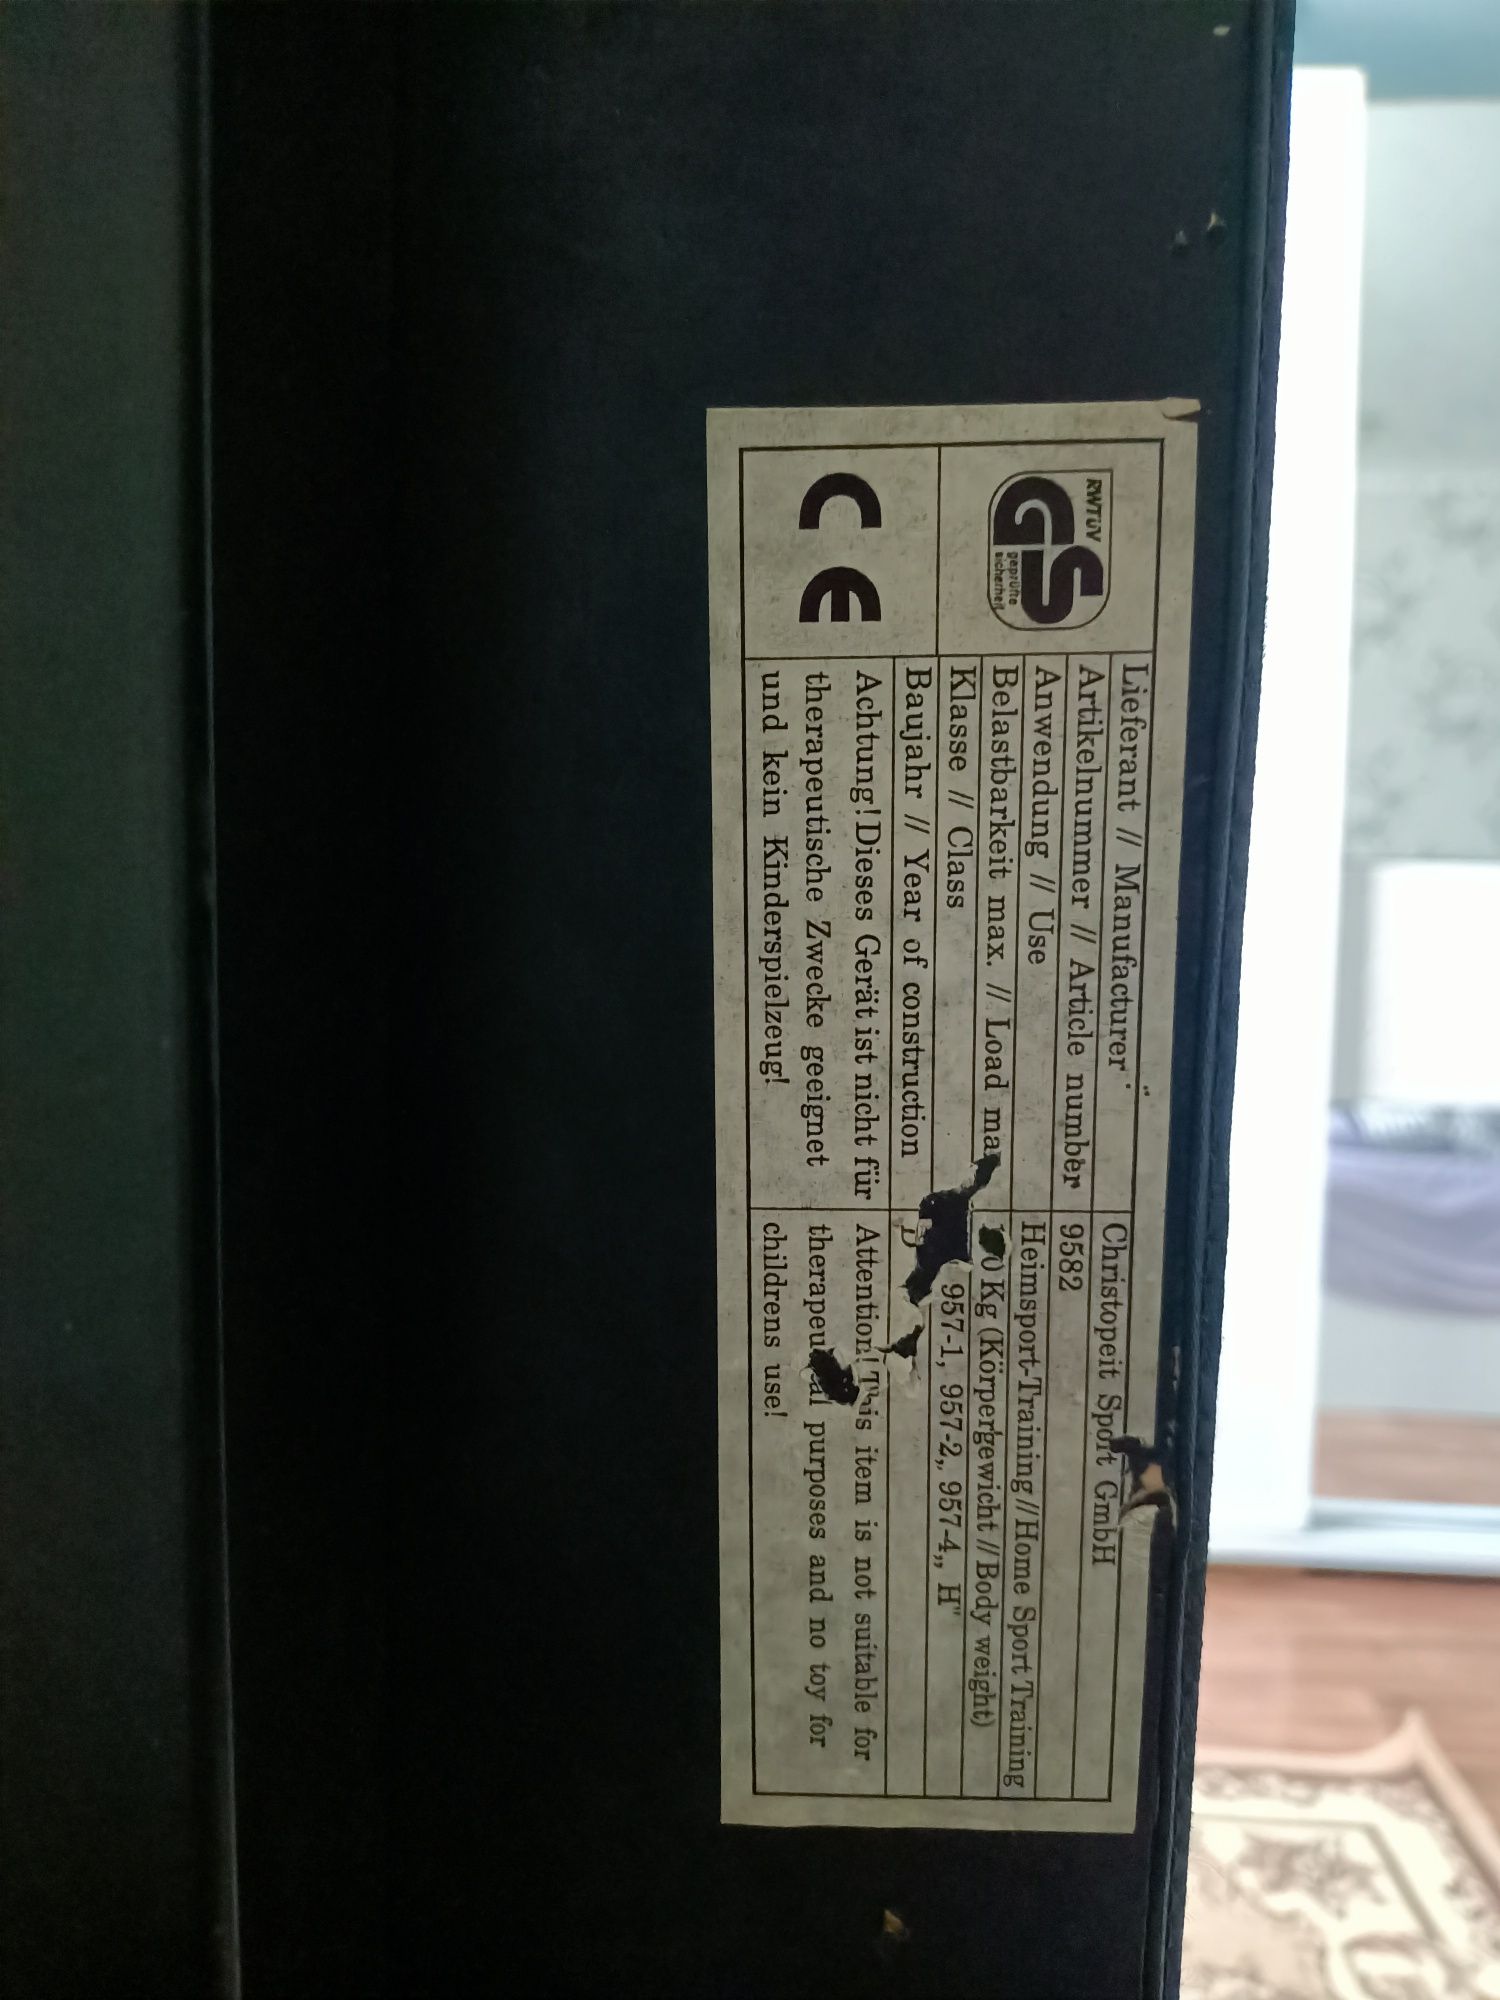 RWTÜV
GS
geprüfte
sicherheit
CE
Lieferant // Manufacturer
Christopeit Sport GmbH
Artikelnummer // Article number
9582
Anwendung // Use
Heimsport-Training//Home Sport Training
Belastbarkeit max. // Load
Kg (Körpergewicht // Body weight)
Klasse // Class
957-1, 957-2,, 957-4,, H"
Baujahr // Year of construction
Achtung! Dieses Gerät ist nicht für
therapeutische Zwecke geeignet
und kein Kinderspielzeug!
Attention! This item is not suitable for
purposes and no toy for
childrens use!